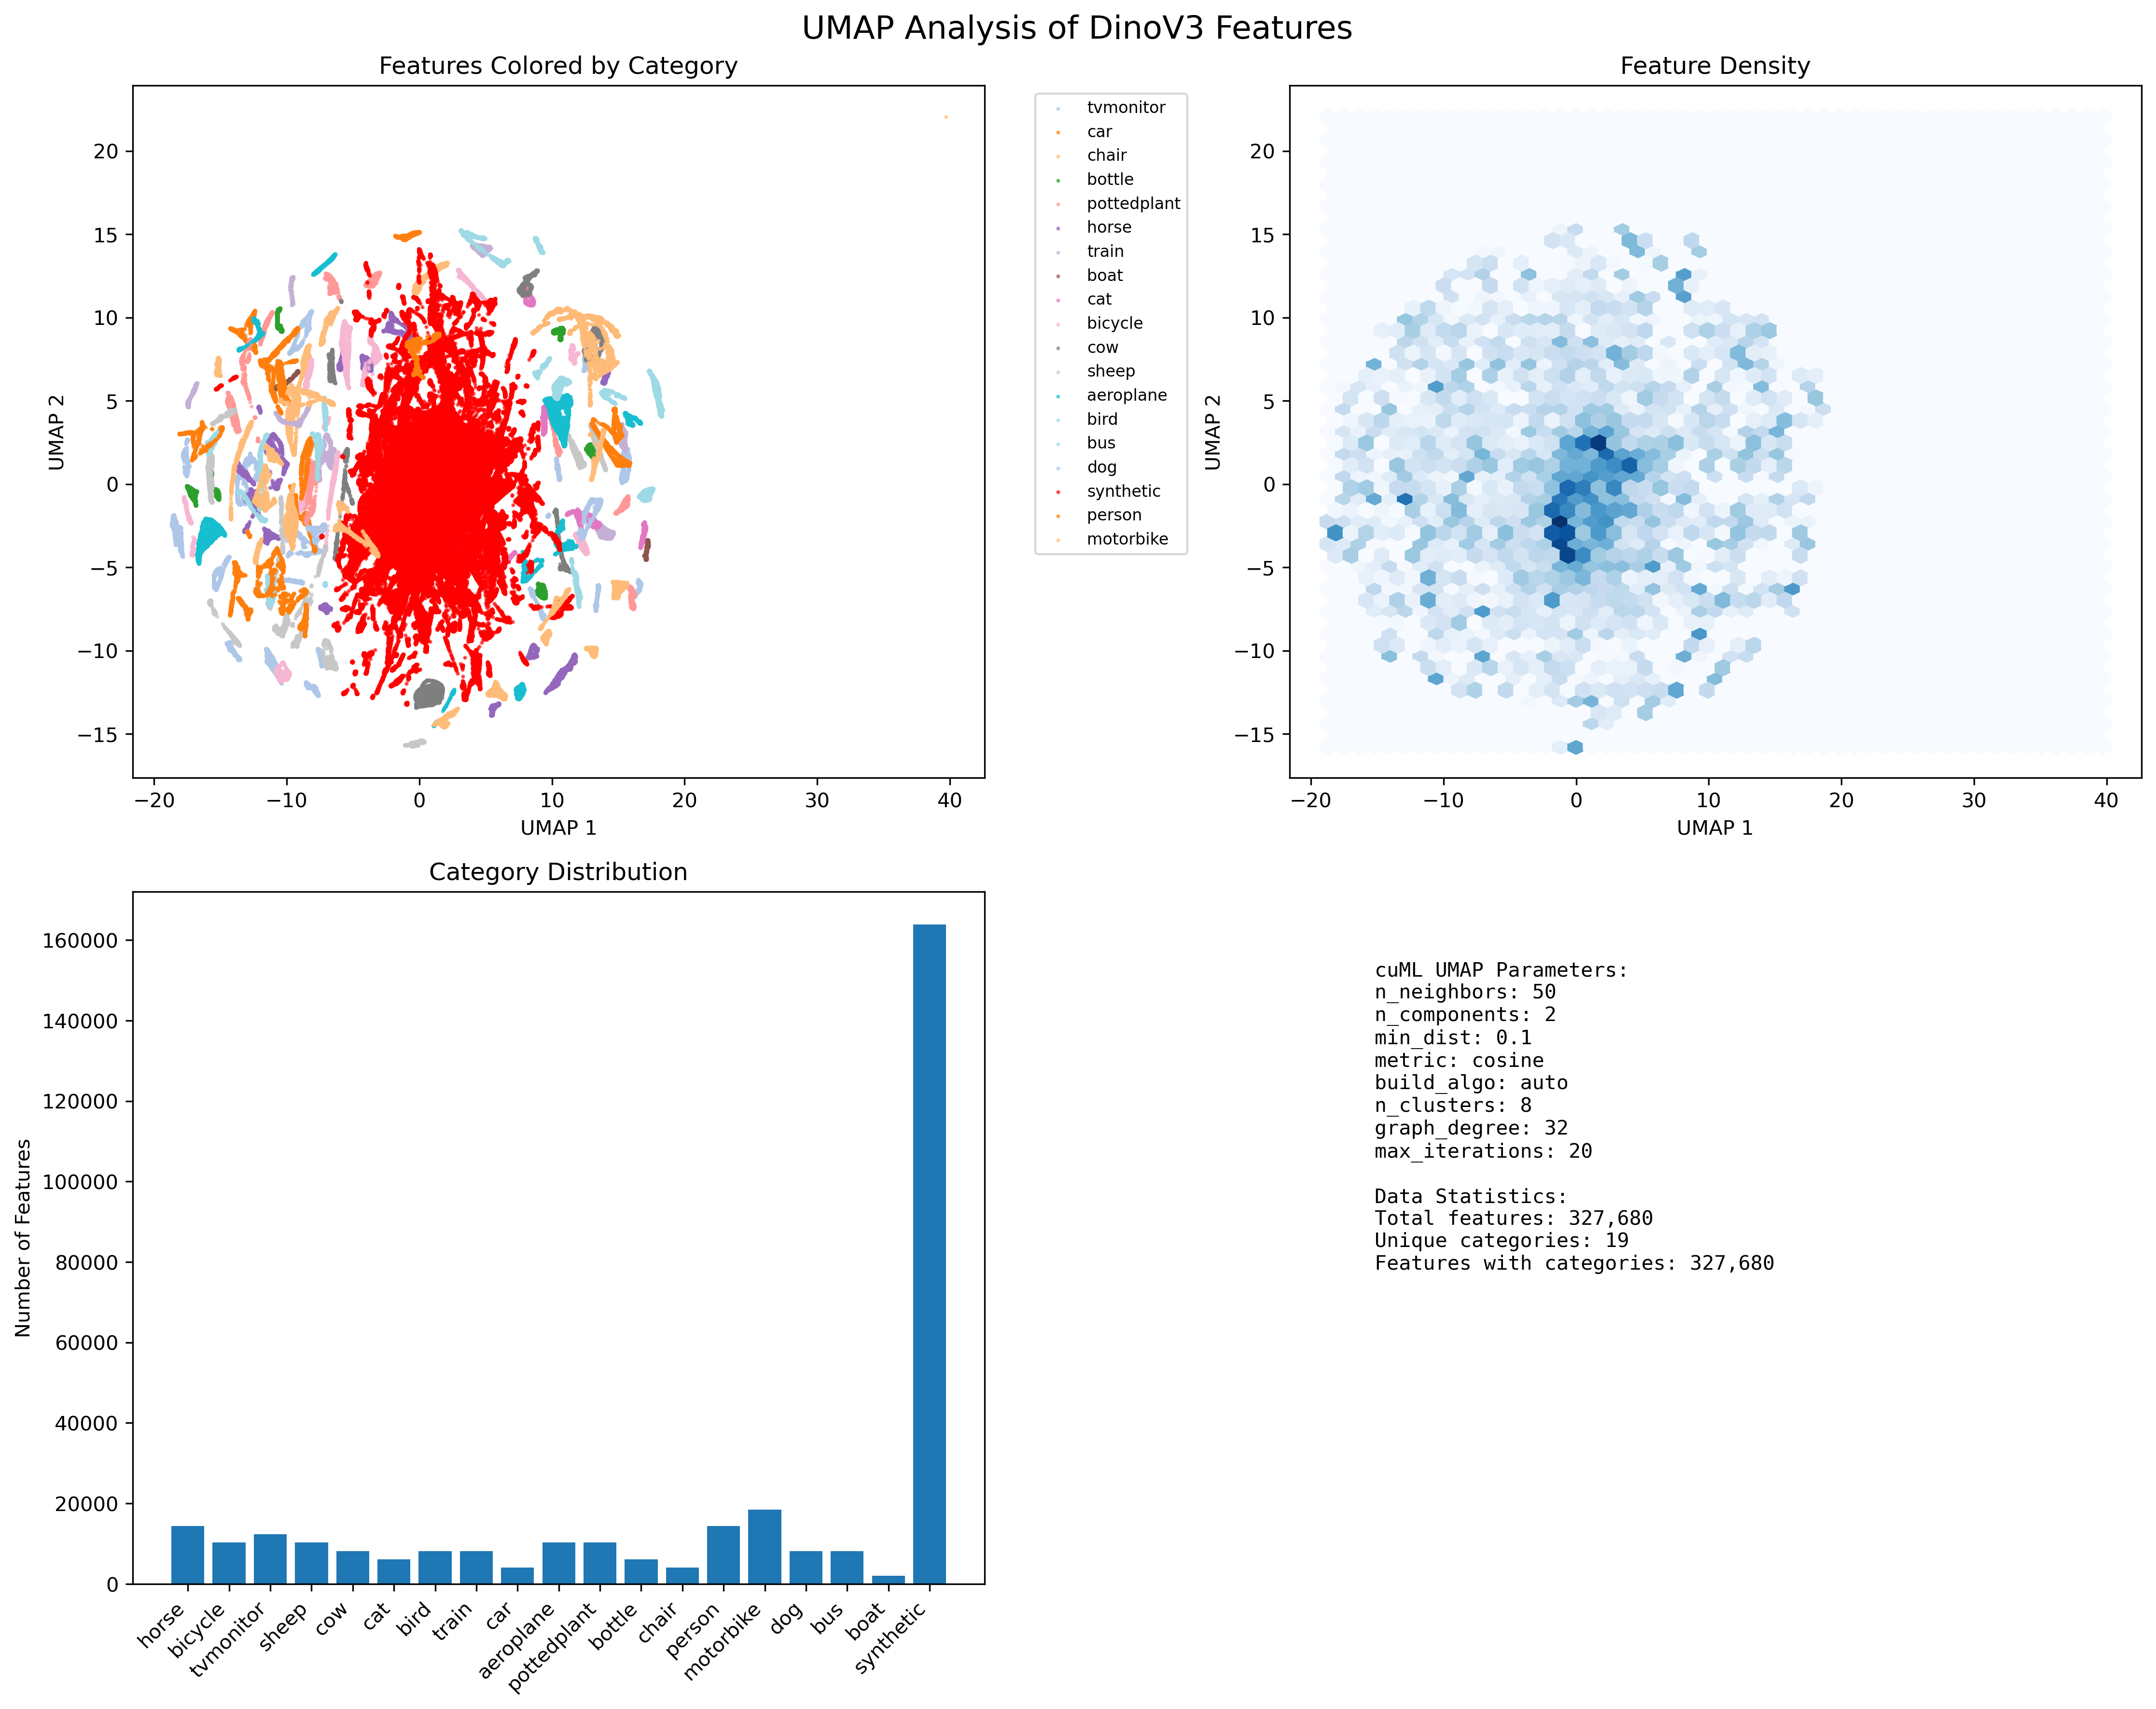 UMAP Analysis of DinoV3 Features
Features Colored by Category
UMAP 2
20
15
10
5
0
−5
−10
−15
−20
−10
0
10
20
30
40
UMAP 1
tvmonitor
car
chair
bottle
pottedplant
horse
train
boat
cat
bicycle
cow
sheep
aeroplane
bird
bus
dog
synthetic
person
motorbike
Feature Density
UMAP 2
20
15
10
5
0
−5
−10
−15
−20
−10
0
10
20
30
40
UMAP 1
Category Distribution
Number of Features
160000
140000
120000
100000
80000
60000
40000
20000
0
horse
bicycle
tvmonitor
sheep
cow
cat
bird
train
car
aeroplane
pottedplant
bottle
chair
person
motorbike
dog
bus
boat
synthetic
cuML UMAP Parameters:
n_neighbors: 50
n_components: 2
min_dist: 0.1
metric: cosine
build_algo: auto
n_clusters: 8
graph_degree: 32
max_iterations: 20
Data Statistics:
Total features: 327,680
Unique categories: 19
Features with categories: 327,680